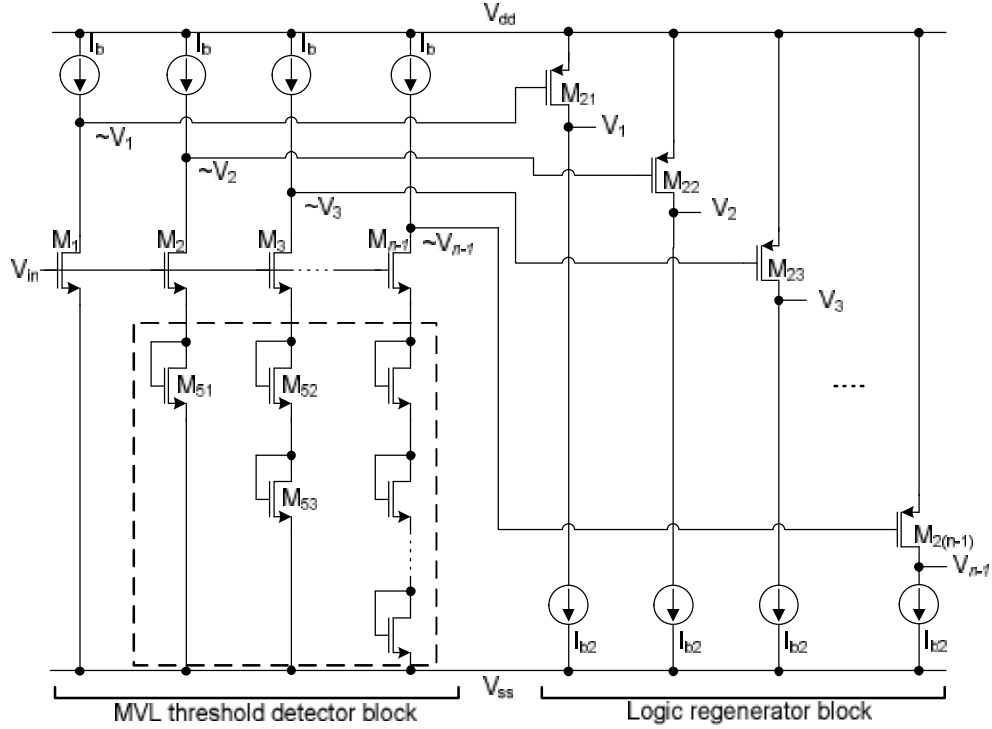 V_dd
I_b I_b I_b I_b
M_21
~V_1 V_1
~V_2 M_22
~V_3 V_2
M_1 M_2 M_3 M_n-1 ~V_n-1
V_in ..... M_23
V_3
M_51 M_52
....
M_53
M_2(n-1)
V_n-1
I_b2 I_b2 I_b2 I_b2
V_ss
MVL threshold detector block Logic regenerator block